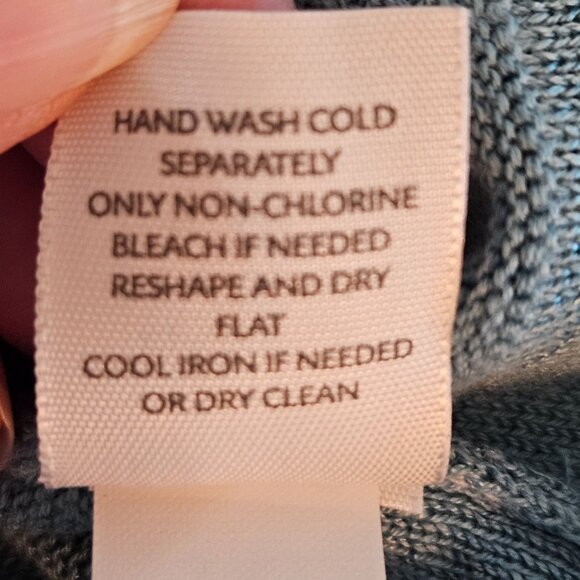 HAND WASH COLD
SEPARATELY
ONLY NON-CHLORINE
BLEACH IF NEEDED
RESHAPE AND DRY
FLAT
COOL IRON IF NEEDED
OR DRY CLEAN